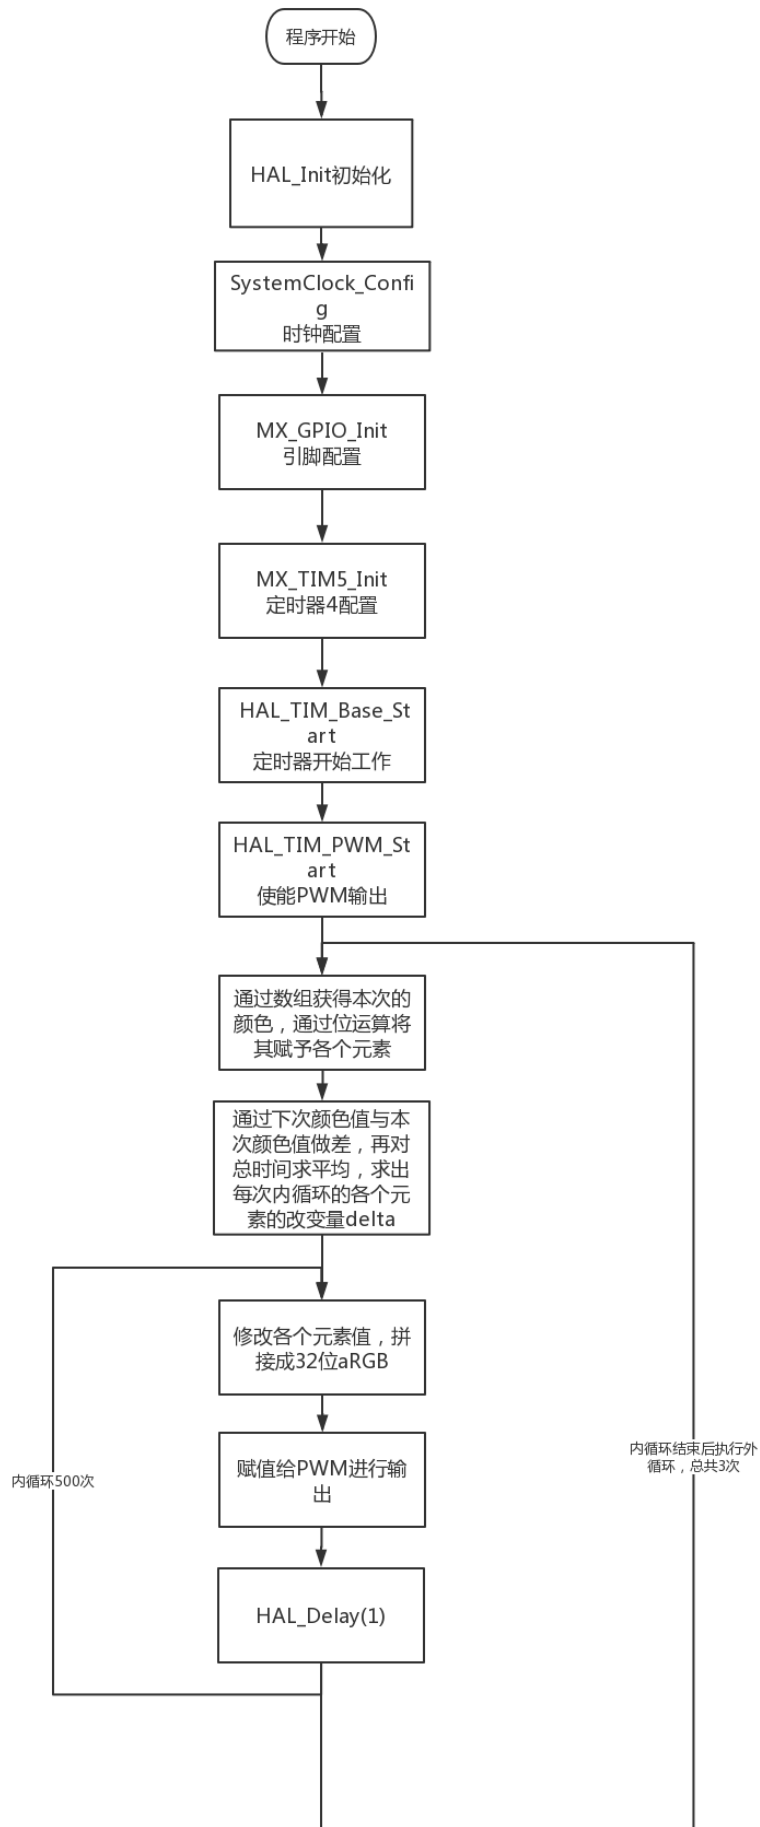 程序开始
HAL_Init初始化
SystemClock_Confi
g
时钟配置
MX_GPIO_Init
引脚配置
MX_TIM5_Init
定时器4配置
HAL_TIM_Base_St
art
定时器开始工作
HAL_TIM_PWM_St
art
使能PWM输出
通过数组获得本次的
颜色，通过位运算将
其赋予各个元素
通过下次颜色值与本
次颜色值做差，再对
总时间求平均，求出
每次内循环的各个元
素的改变量delta
修改各个元素值，拼
接成32位aRGB
内循环结束后执行外
循环，总共3次
赋值给PWM进行输
出
内循环500次
HAL_Delay(1)